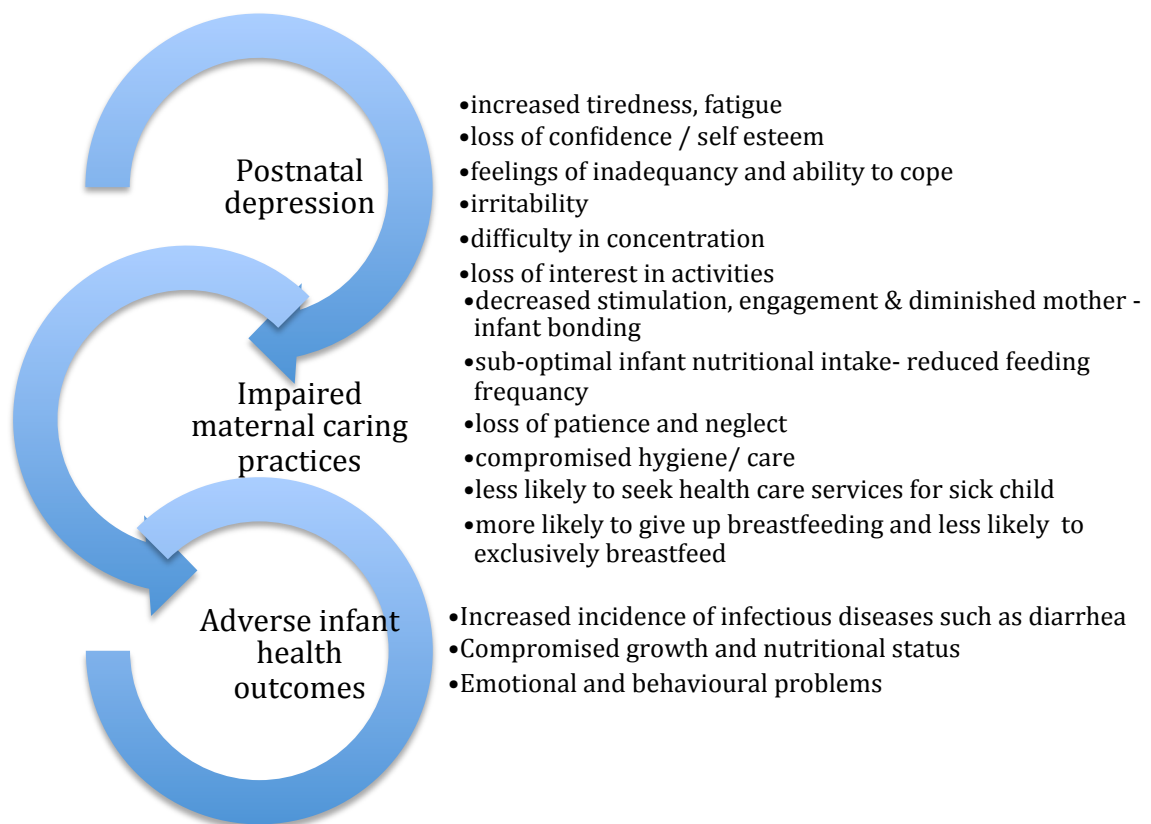 Postnatal
depression
•increased tiredness, fatigue
•loss of confidence / self esteem
•feelings of inadequancy and ability to cope
•irritability
•difficulty in concentration
•loss of interest in activities
Impaired
maternal caring
practices
•decreased stimulation, engagement & diminished mother -
infant bonding
•sub-optimal infant nutritional intake- reduced feeding
frequancy
•loss of patience and neglect
•compromised hygiene/ care
•less likely to seek health care services for sick child
•more likely to give up breastfeeding and less likely to
exclusively breastfeed
Adverse infant
health
outcomes
•Increased incidence of infectious diseases such as diarrhea
•Compromised growth and nutritional status
•Emotional and behavioural problems